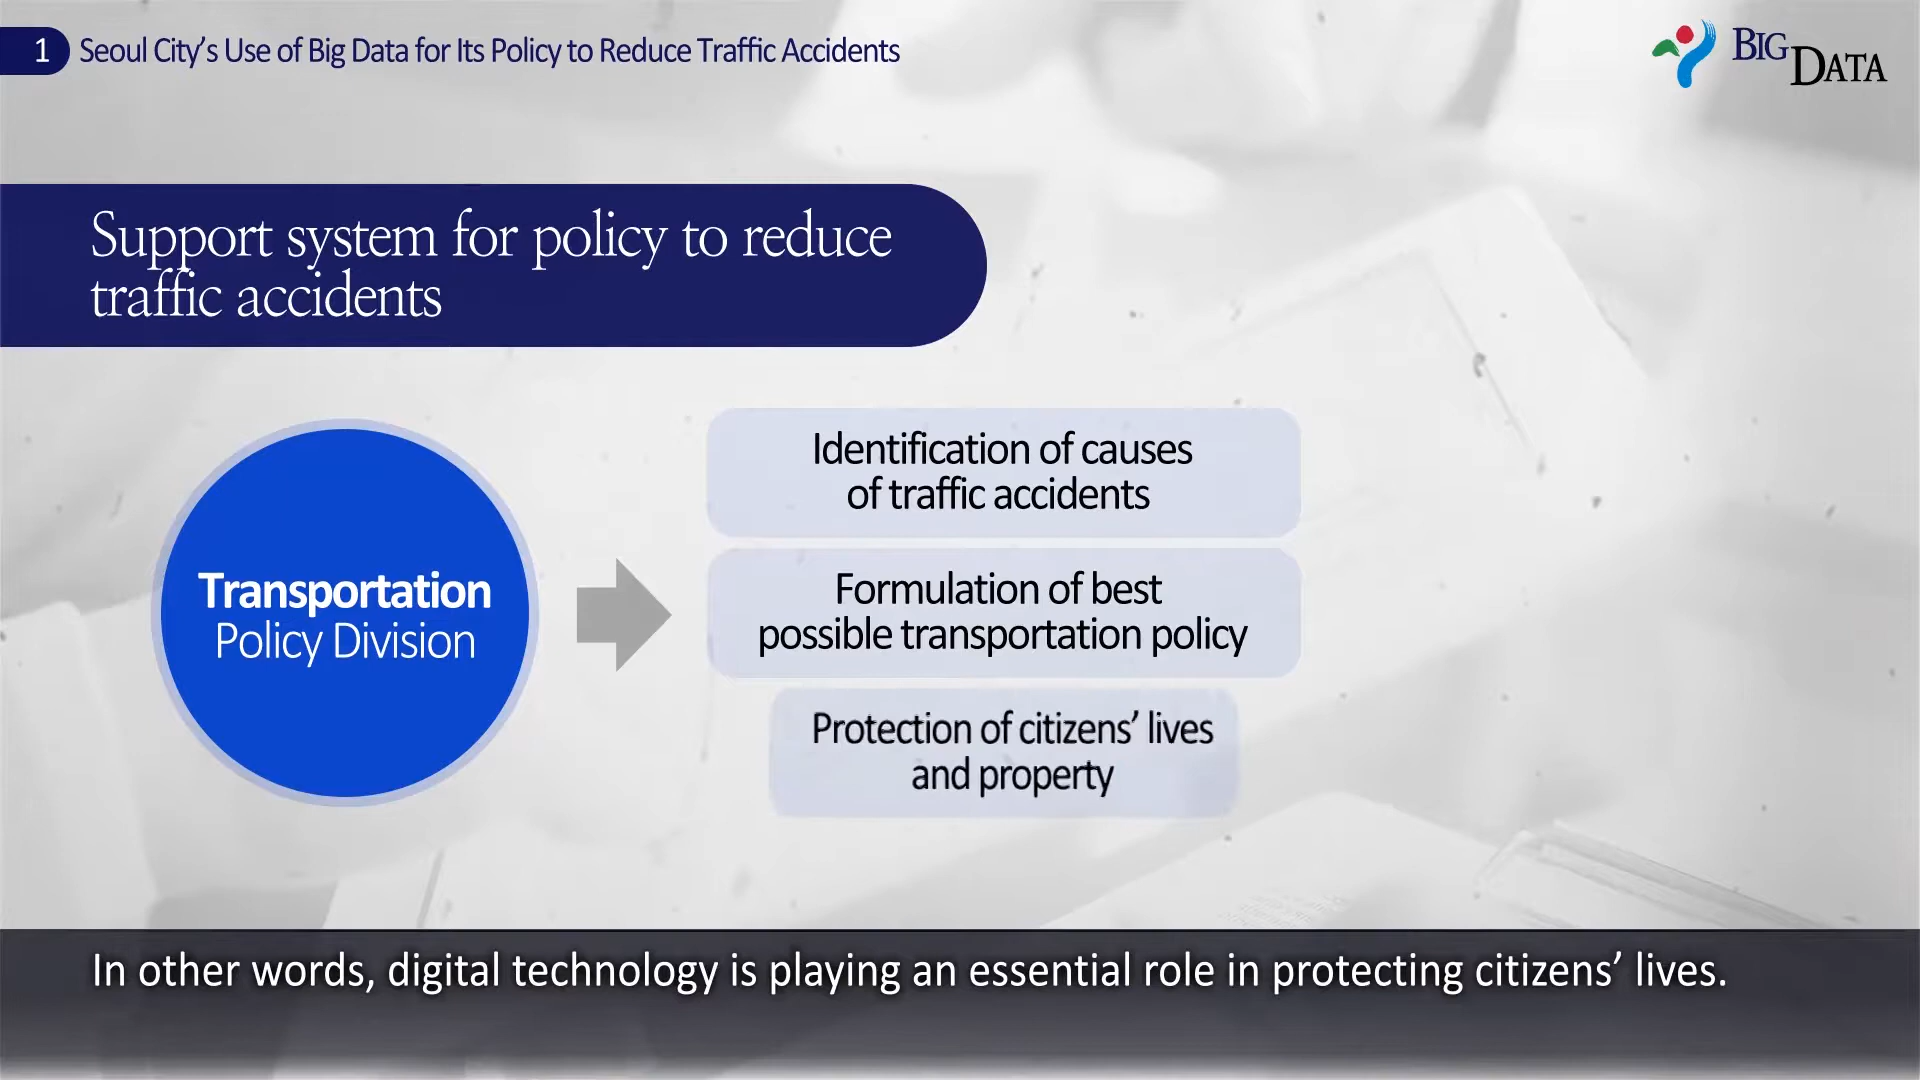 1 Seoul City’s Use of Big Data for Its Policy to Reduce Traffic Accidents
BIG DATA
Support system for policy to reduce
traffic accidents
Transportation
Policy Division
Identification of causes
of traffic accidents
Formulation of best
possible transportation policy
Protection of citizens’ lives
and property
In other words, digital technology is playing an essential role in protecting citizens’ lives.